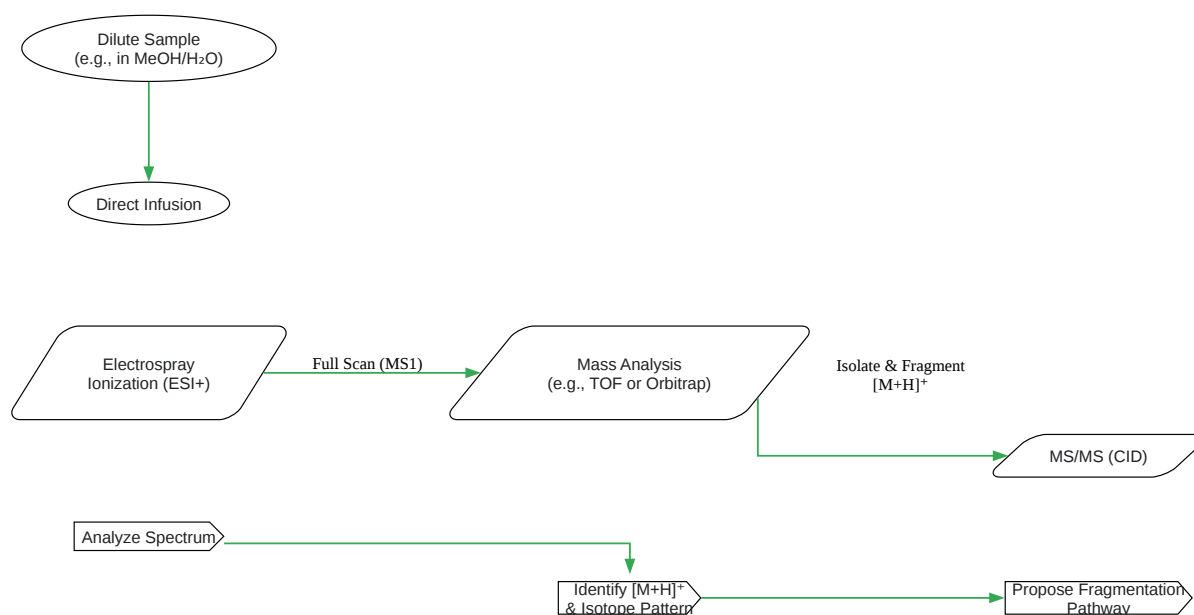 Dilute Sample
(e.g., in MeOH/H₂O)
Direct Infusion
Electrospray
Ionization (ESI+)
Full Scan (MS1)
Mass Analysis
(e.g., TOF or Orbitrap)
Isolate & Fragment
[M+H]⁺
MS/MS (CID)
Analyze Spectrum
Identify [M+H]⁺
& Isotope Pattern
Propose Fragmentation
Pathway